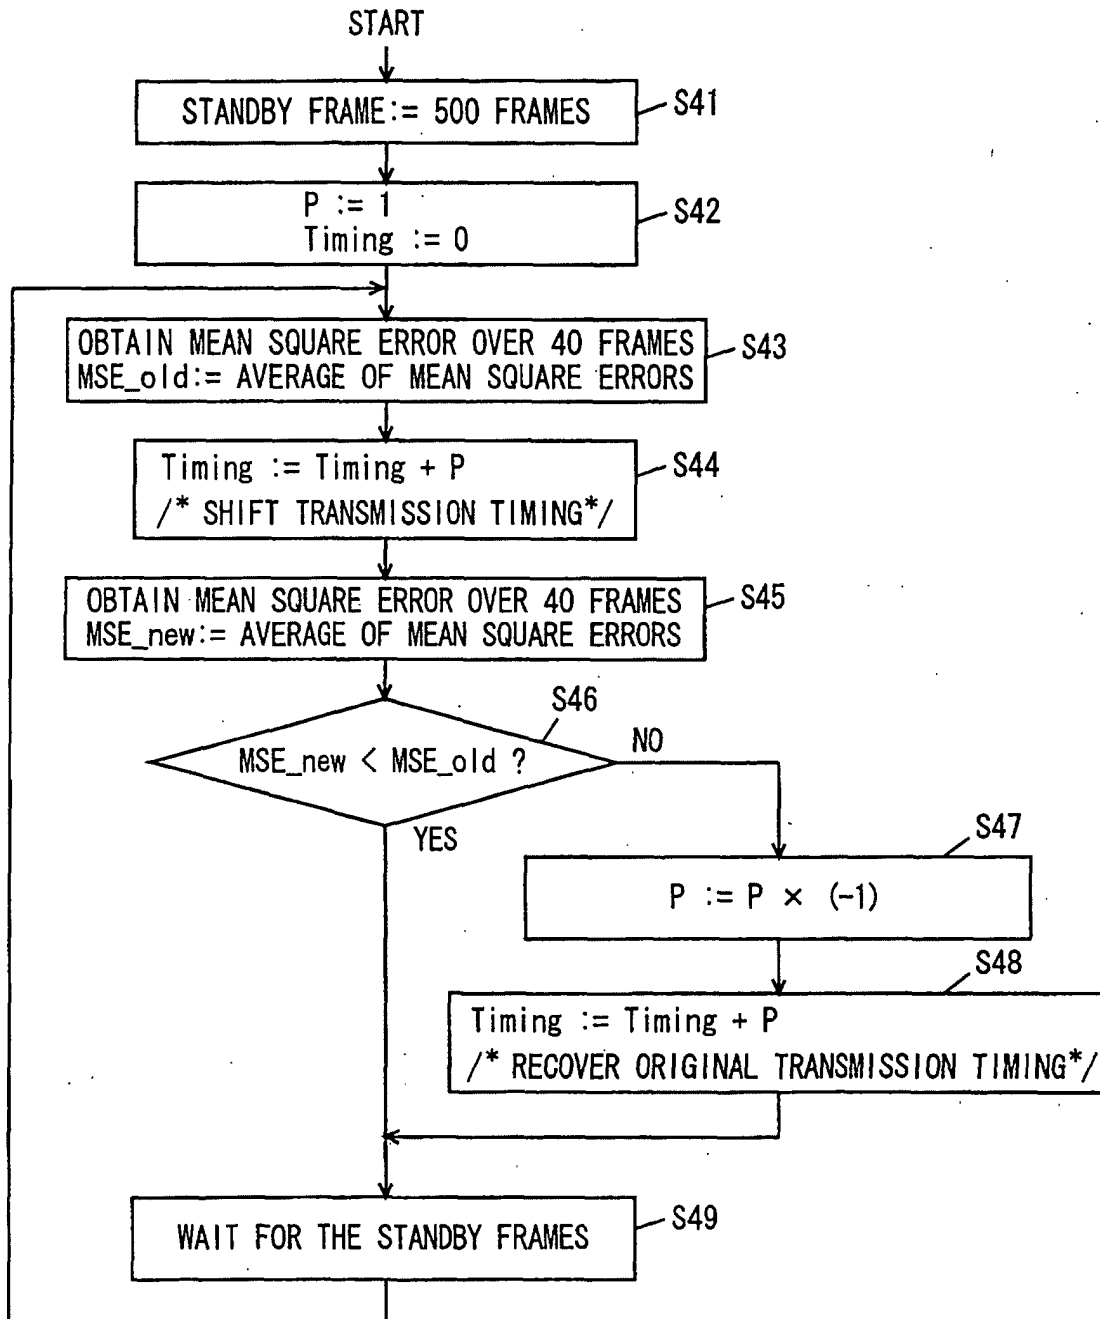 START
STANDBY FRAME:= 500 FRAMES
S41
P := 1
Timing := 0
S42
OBTAIN MEAN SQUARE ERROR OVER 40 FRAMES
MSE_old:= AVERAGE OF MEAN SQUARE ERRORS
S43
Timing := Timing + P
/* SHIFT TRANSMISSION TIMING*/
S44
OBTAIN MEAN SQUARE ERROR OVER 40 FRAMES
MSE_new:= AVERAGE OF MEAN SQUARE ERRORS
S45
S46
MSE_new < MSE_old ?
NO
YES
S47
P := P × (-1)
S48
Timing := Timing + P
/* RECOVER ORIGINAL TRANSMISSION TIMING*/
WAIT FOR THE STANDBY FRAMES
S49